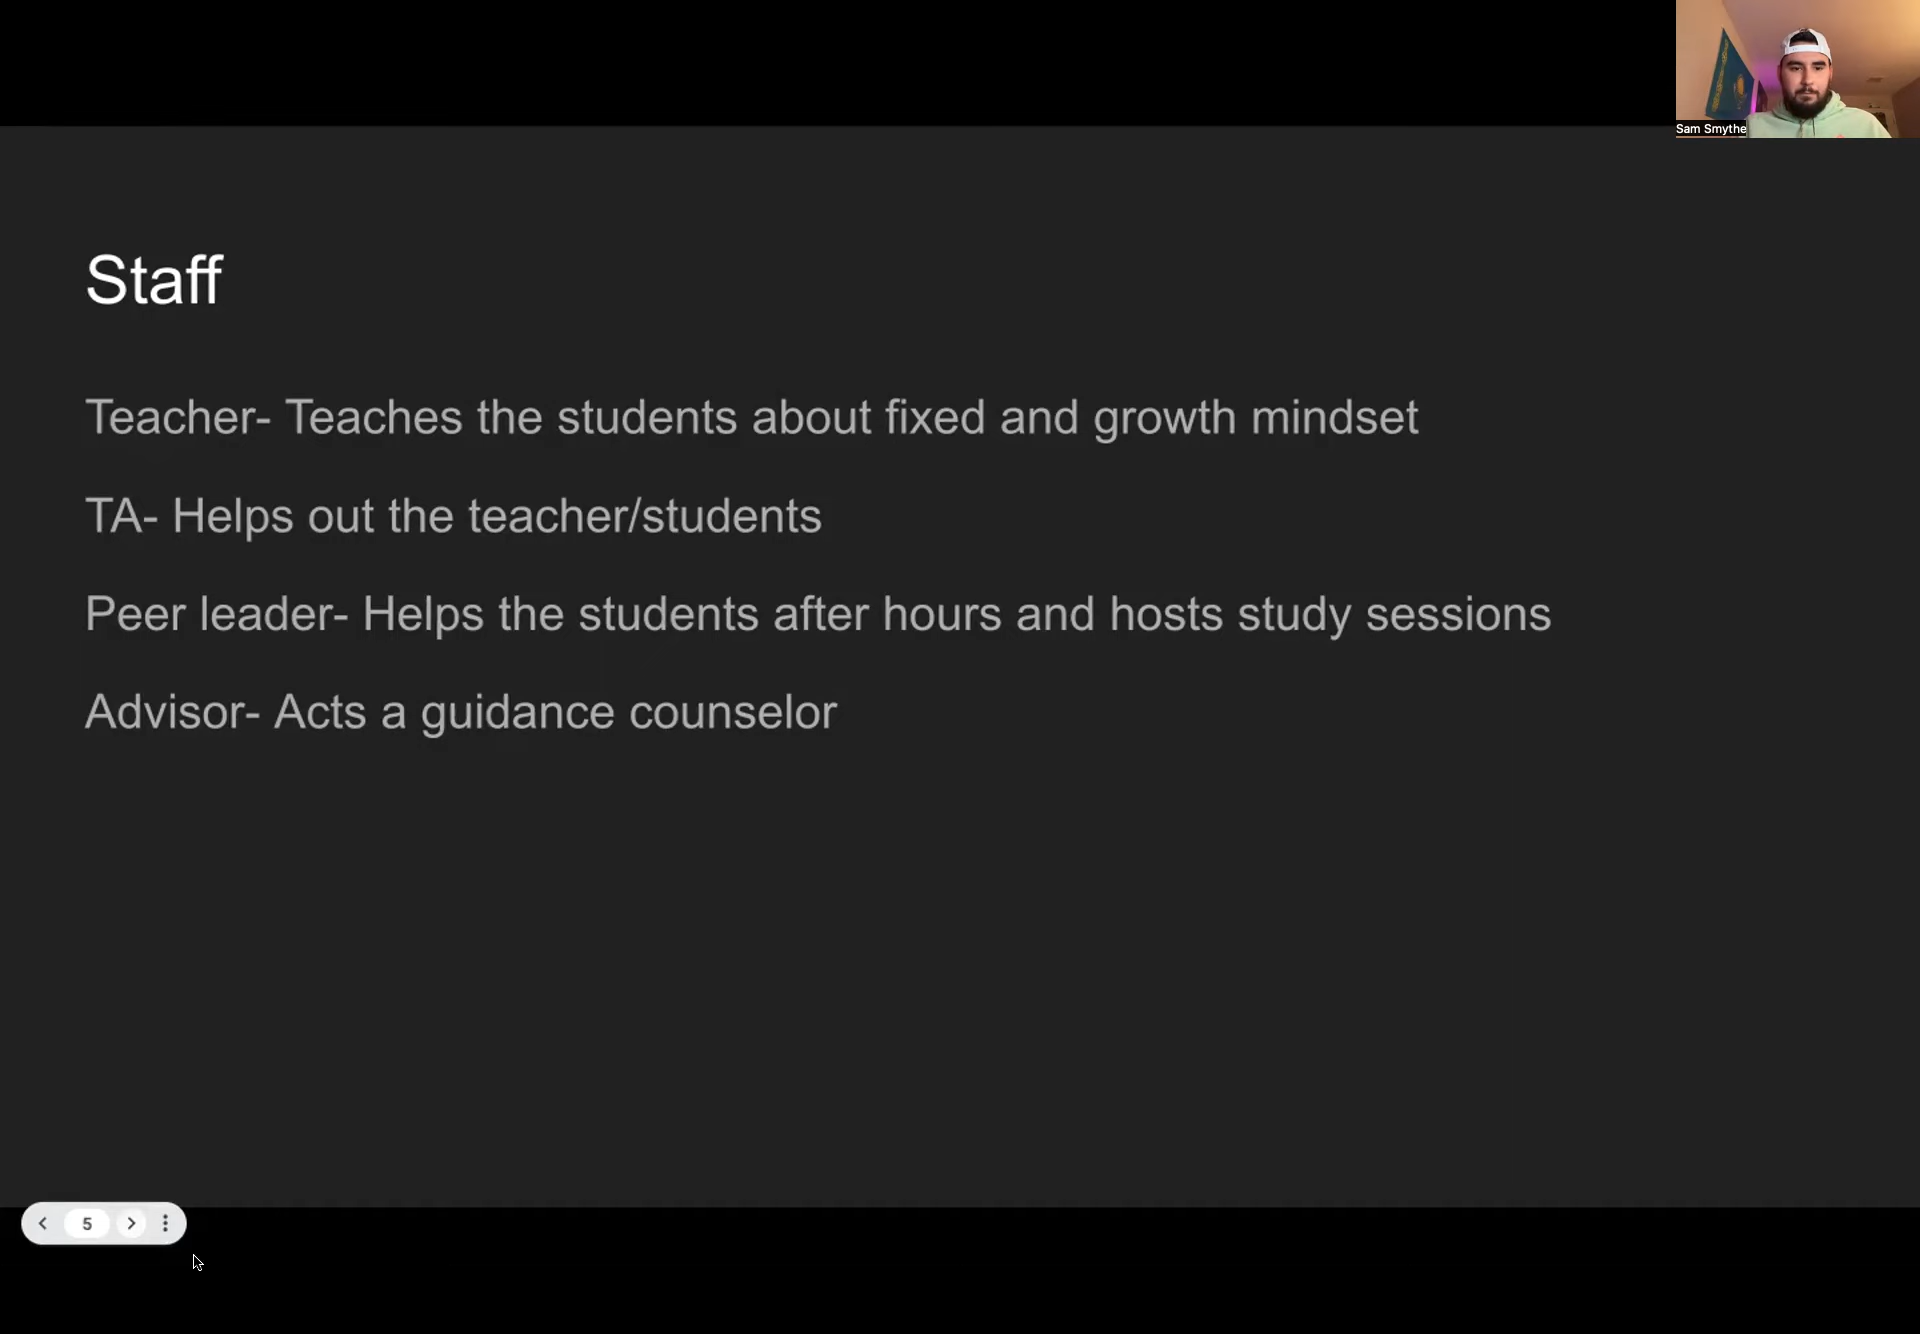 Sam Smythe
Staff
Teacher- Teaches the students about fixed and growth mindset
TA- Helps out the teacher/students
Peer leader- Helps the students after hours and hosts study sessions
Advisor- Acts a guidance counselor
5